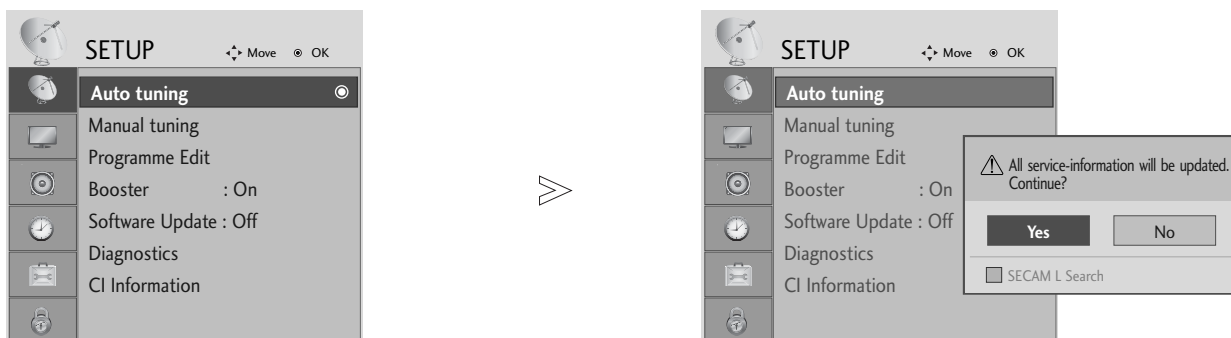 SETUP
Move OK
Auto tuning
Manual tuning
Programme Edit
Booster : On
Software Update : Off
Diagnostics
CI Information
SETUP
Move OK
Auto tuning
Manual tuning
Programme Edit
Booster : On
Software Update : Off
Diagnostics
CI Information
All service-information will be updated.
Continue?
Yes No
SECAM L Search